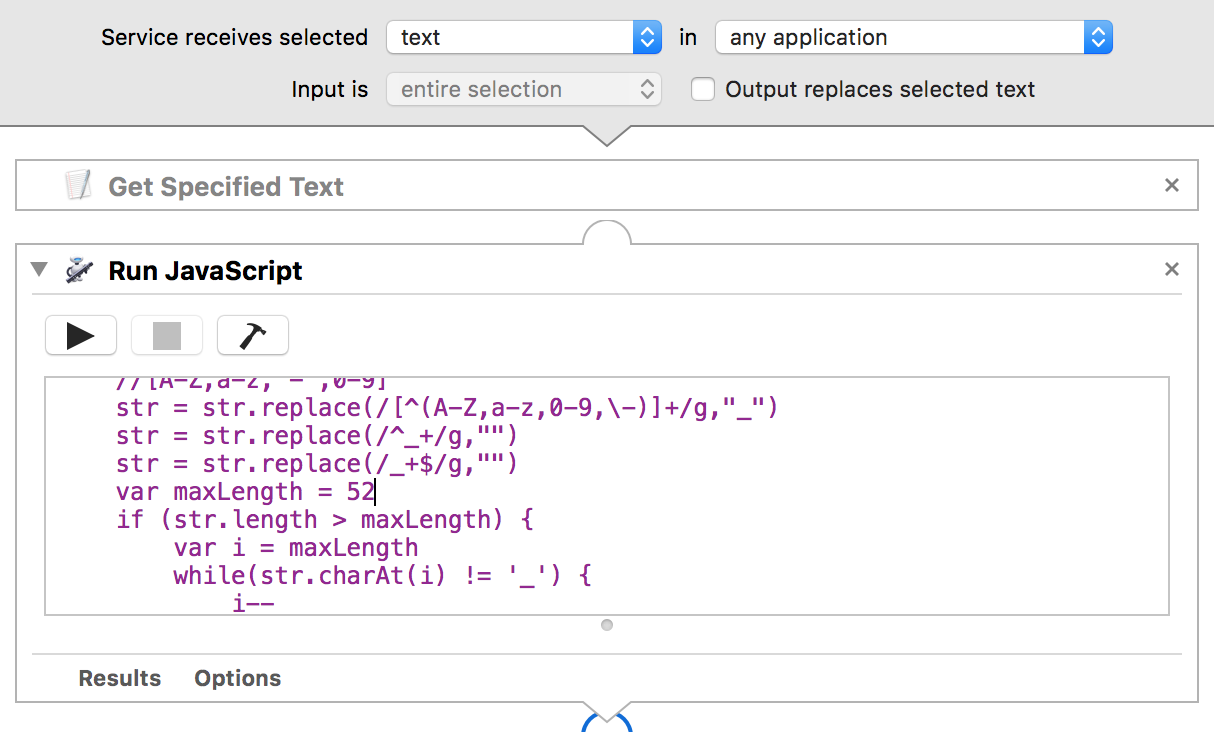 Service receives selected text in any application
Input is entire selection Output replaces selected text
Get Specified Text
Run JavaScript
//[A-Z,a-z, - ,0-9]
str = str.replace(/[^(A-Z,a-z,0-9,\-)]+/g,"_")
str = str.replace(/^_+/g,"")
str = str.replace(/_+$/g,"")
var maxLength = 52
if (str.length > maxLength) {
var i = maxLength
while(str.charAt(i) != '_') {
i--
Results Options